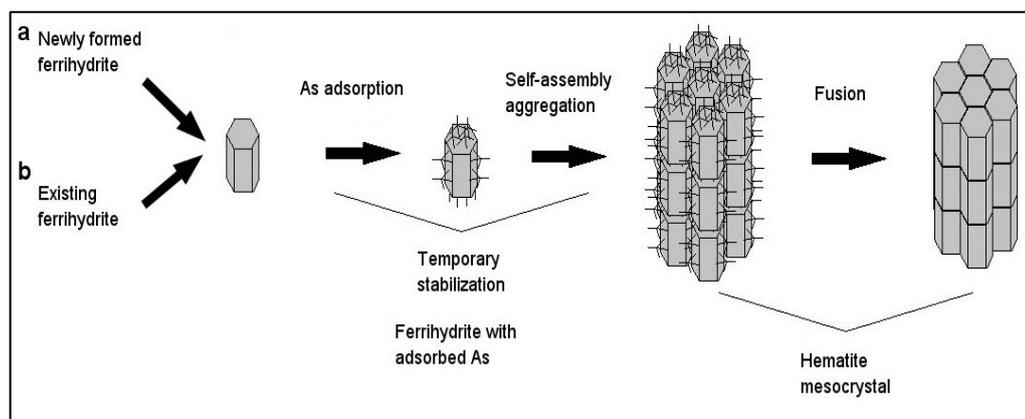 a
Newly formed
ferrihydrite
b
Existing
ferrihydrite
As adsorption
Self-assembly
aggregation
Fusion
Temporary
stabilization
Ferrihydrite with
adsorbed As
Hematite
mesocrystal